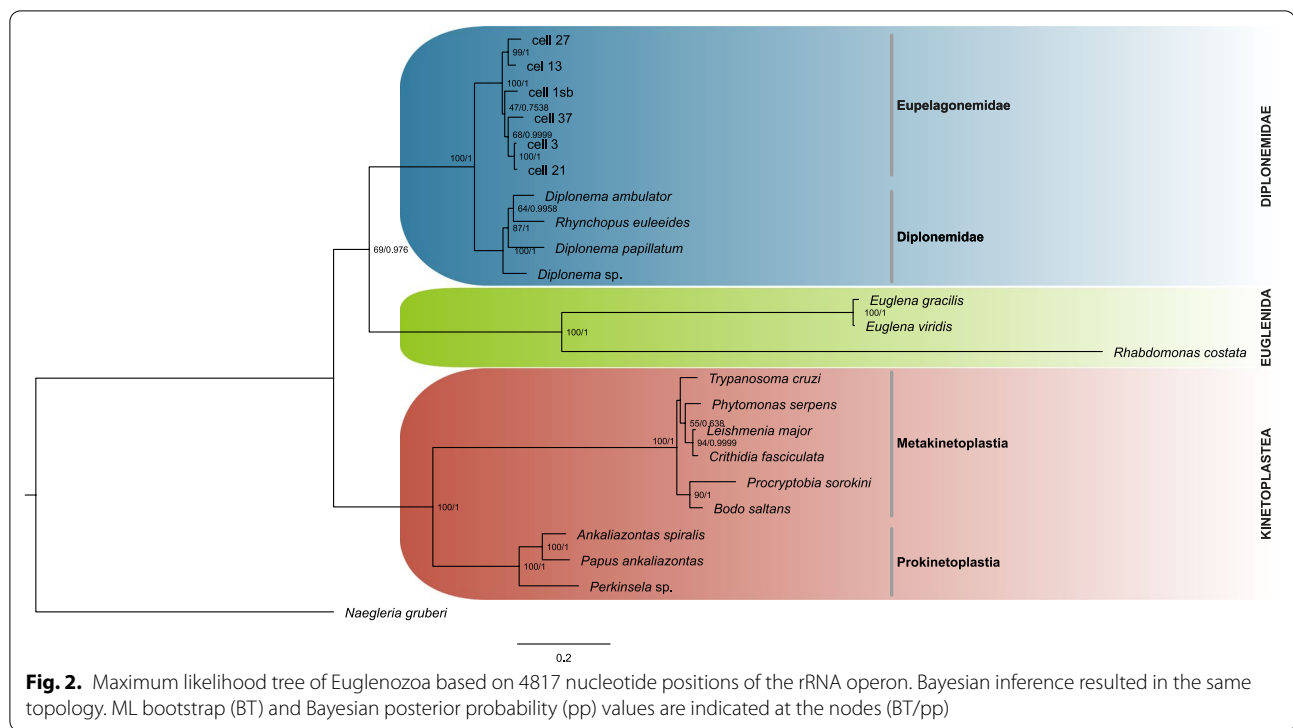 cell 27
99/1
cel 13
100/1
cell 1sb
47/0.7538
cell 37
68/0.9999
cell 3
100/1
cell 21
100/1
Eupelagonemidae
Diplonema ambulator
64/0.9958
Rhynchopus euleeides
87/1
Diplonema papillatum
100/1
Diplonema sp.
Diplonemidae
DIPLONEMIDAE
69/0.976
Euglena gracilis
100/1
Euglena viridis
100/1
Rhabdomonas costata
EUGLENIDA
Trypanosoma cruzi
Phytomonas serpens
55/0.638
Leishmenia major
94/0.9999
100/1
Crithidia fasciculata
Procryptobia sorokini
90/1
Bodo saltans
Metakinetoplastia
100/1
Ankaliazontas spiralis
100/1
Papus ankaliazontas
100/1
Perkinsela sp.
Prokinetoplastia
KINETOPLASTEA
Naegleria gruberi
0.2
Fig. 2. Maximum likelihood tree of Euglenozoa based on 4817 nucleotide positions of the rRNA operon. Bayesian inference resulted in the same
topology. ML bootstrap (BT) and Bayesian posterior probability (pp) values are indicated at the nodes (BT/pp)